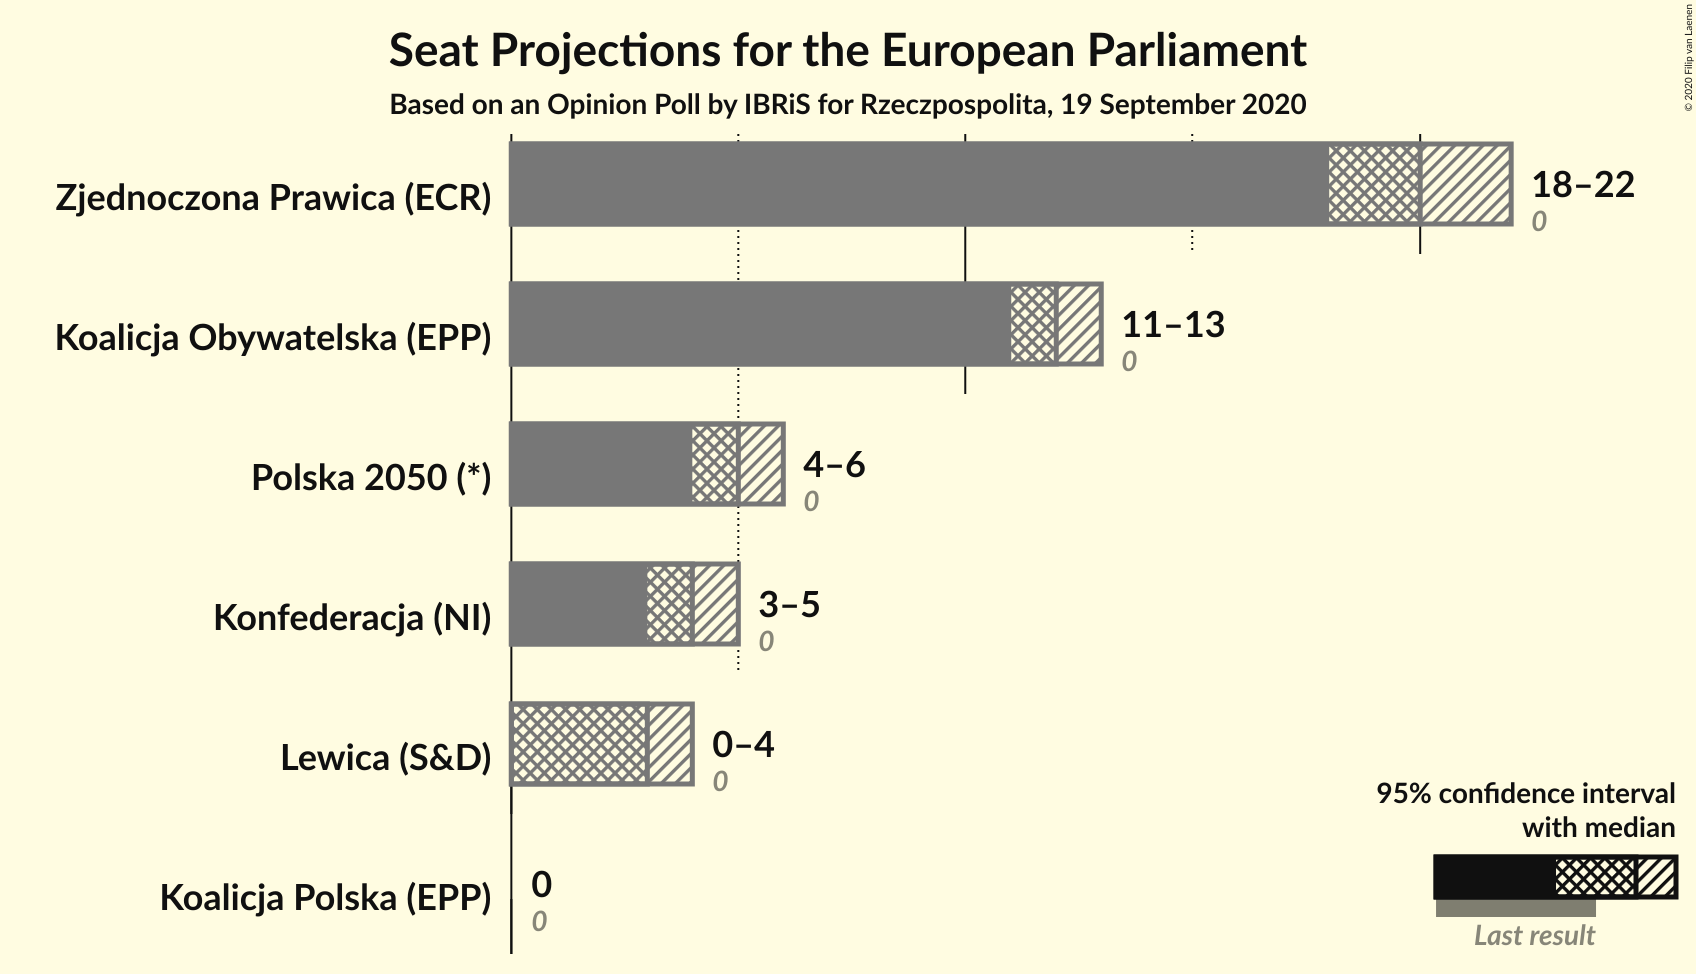 Seat Projections for the European Parliament
Based on an Opinion Poll by IBRiS for Rzeczpospolita, 19 September 2020
© 2020 Filip van Laenen
Zjednoczona Prawica (ECR)
18–22
0
Koalicja Obywatelska (EPP)
11–13
0
Polska 2050 (*)
4–6
0
Konfederacja (NI)
3–5
0
Lewica (S&D)
0–4
0
Koalicja Polska (EPP)
0
0
95% confidence interval
with median
Last result